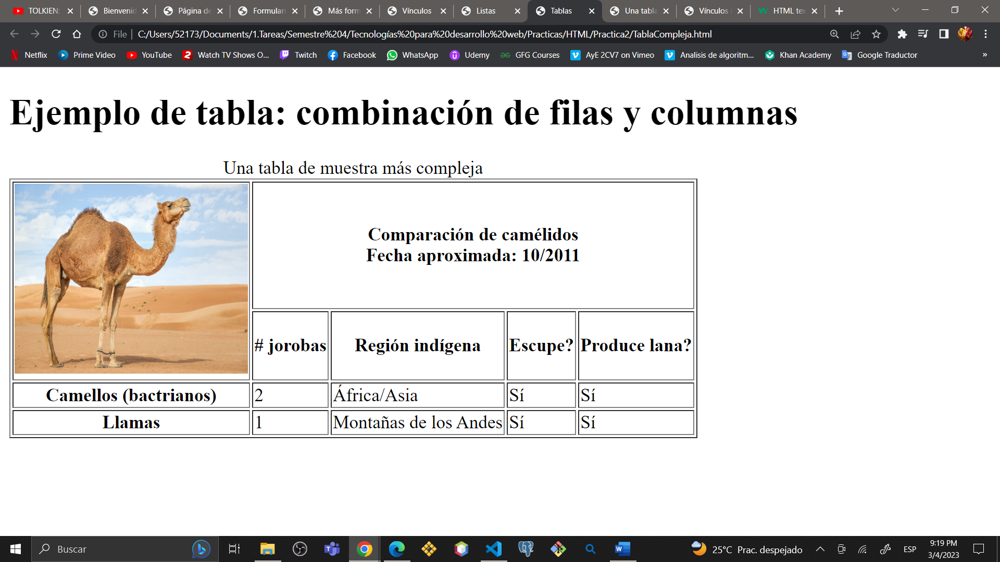 TOLKIEN:
Bienvenid
Página de
Formulari
Más form
Vínculos
Listas
Tablas
Una tabla
Vínculos i
HTML tex
File
C:/Users/52173/Documents/1.Tareas/Semestre%204/Tecnologías%20para%20desarrollo%20web/Practicas/HTML/Practica2/TablaCompleja.html
Netflix
Prime Video
YouTube
Watch TV Shows O...
Twitch
Facebook
WhatsApp
Udemy
GFG Courses
AyE 2CV7 on Vimeo
Analisis de algoritm...
Khan Academy
Google Traductor
»
Ejemplo de tabla: combinación de filas y columnas
Una tabla de muestra más compleja
Comparación de camélidos
Fecha aproximada: 10/2011
# jorobas
Región indígena
Escupe?
Produce lana?
Camellos (bactrianos)
2
África/Asia
Sí
Sí
Llamas
1
Montañas de los Andes
Sí
Sí
Buscar
25°C Prac. despejado
ESP
9:19 PM
3/4/2023